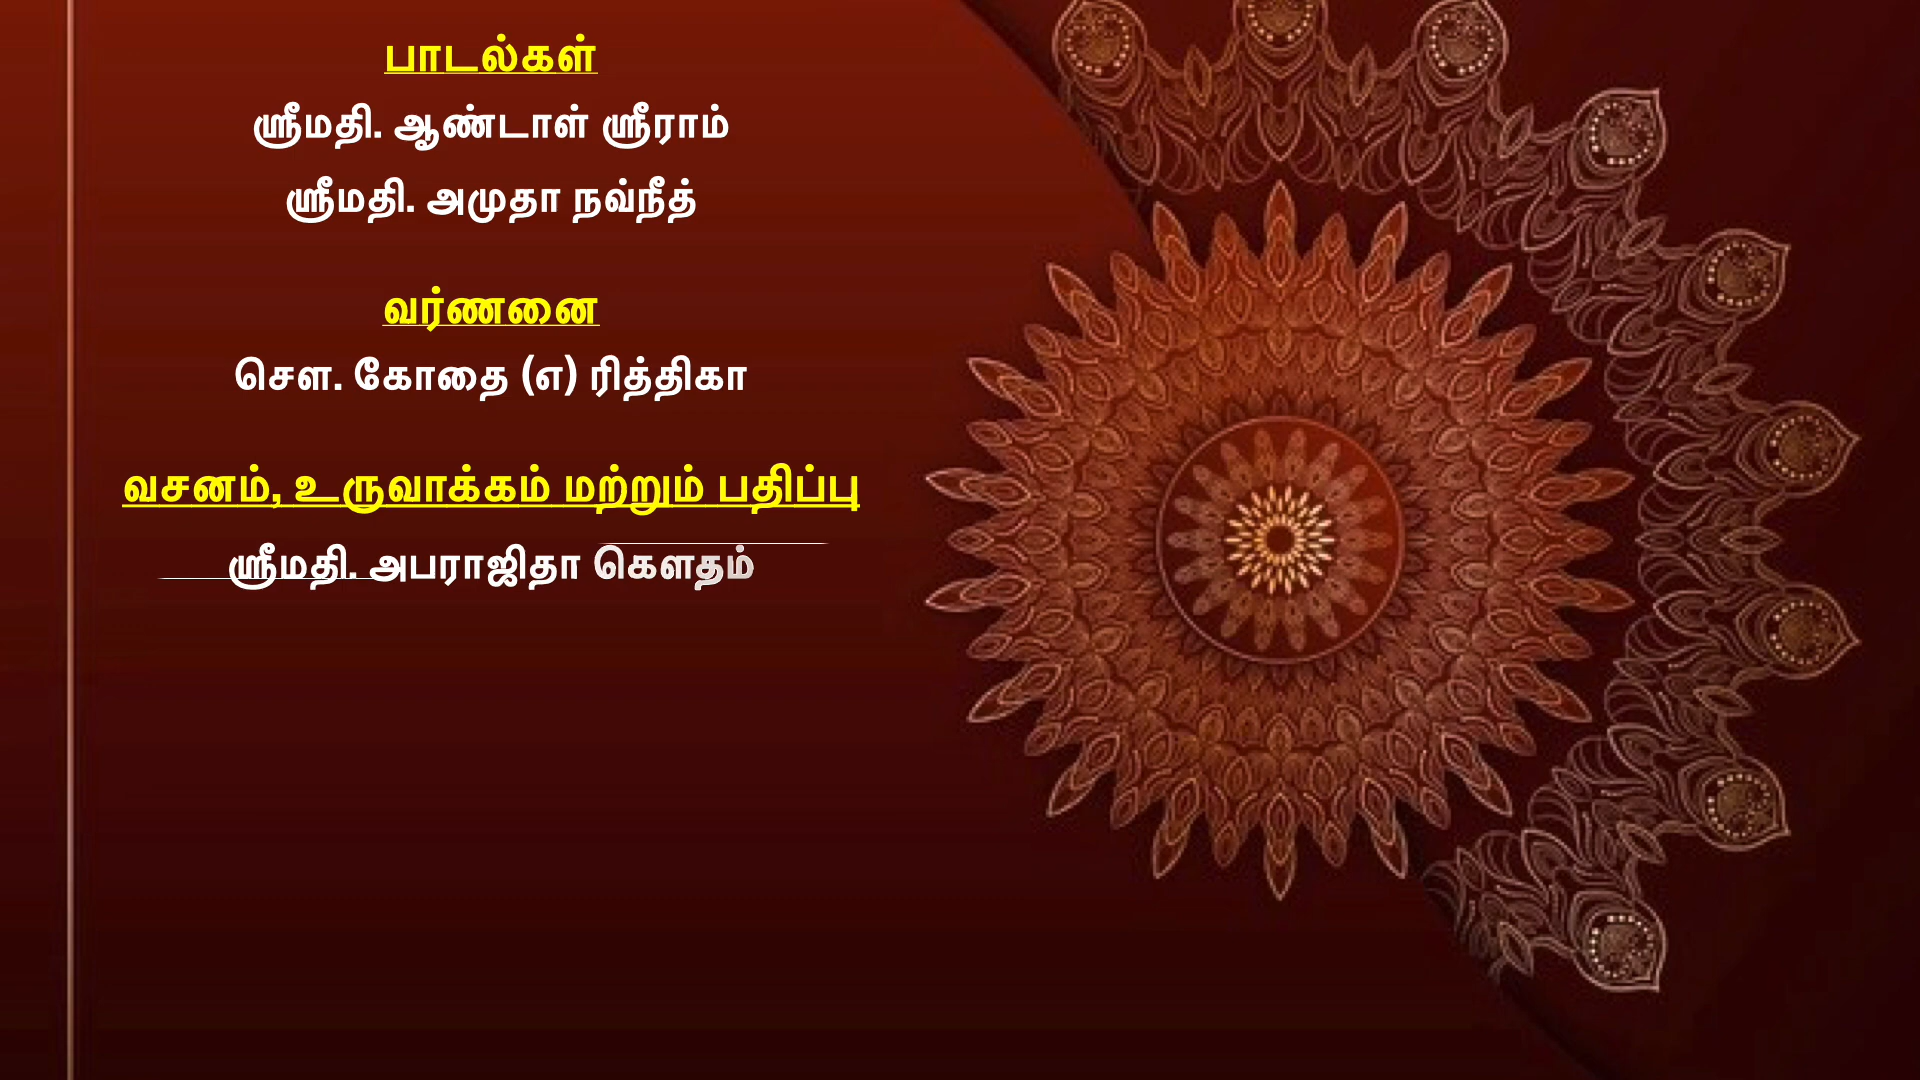 பாடல்கள்
ஸ்ரீமதி. ஆண்டாள் ஸ்ரீராம்
ஸ்ரீமதி. அமுதா நவ்நீத்
வர்ணனை
சௌ. கோதை (எ) ரித்திகா
வசனம், உருவாக்கம் மற்றும் பதிப்பு
ஸ்ரீமதி. அபராஜிதா கௌதம்